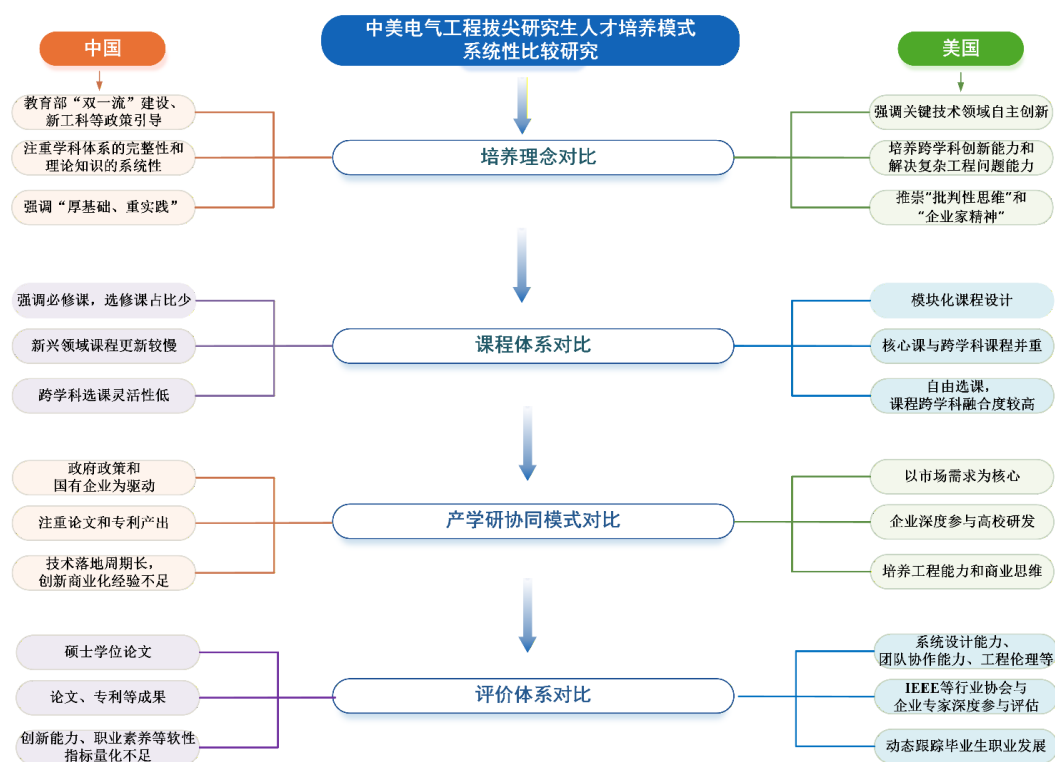 中美电气工程拔尖研究生人才培养模式
系统性比较研究
中国
美国
教育部“双一流”建设、
新工科等政策引导
注重学科体系的完整性和
理论知识的系统性
强调“厚基础、重实践”
培养理念对比
强调关键技术领域自主创新
培养跨学科创新能力和
解决复杂工程问题能力
推崇“批判性思维”和
“企业家精神”
强调必修课，选修课占比少
新兴领域课程更新较慢
跨学科选课灵活性低
课程体系对比
模块化课程设计
核心课与跨学科课程并重
自由选课，
课程跨学科融合度较高
政府政策和
国有企业为驱动
注重论文和专利产出
技术落地周期长，
创新商业化经验不足
产学研协同模式对比
以市场需求为核心
企业深度参与高校研发
培养工程能力和商业思维
硕士学位论文
论文、专利等成果
创新能力、职业素养等软性
指标量化不足
评价体系对比
系统设计能力、
团队协作能力、工程伦理等
IEEE等行业协会与
企业专家深度参与评估
动态跟踪毕业生职业发展